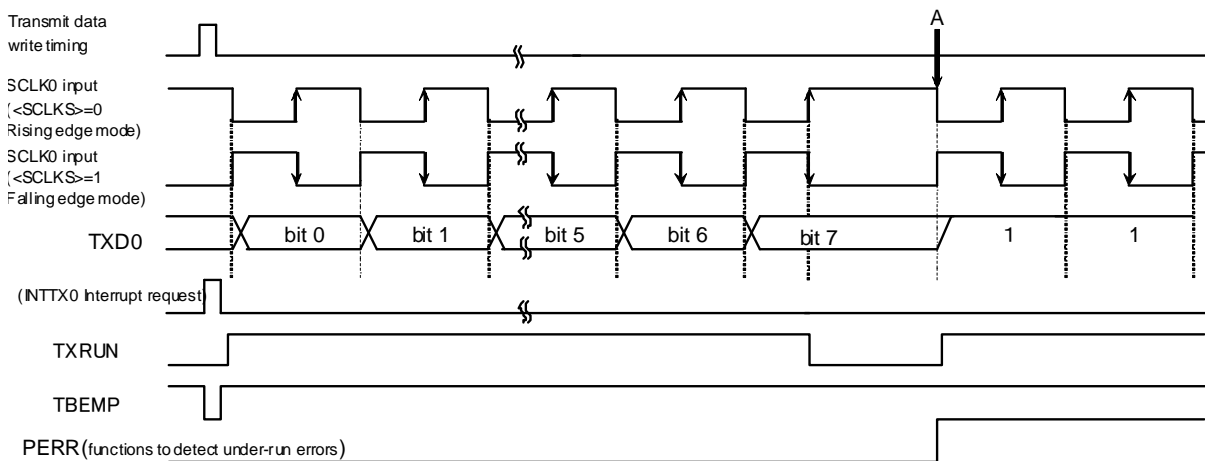 Transmit data
write timing
A
SCLK0 input
(<SCLKS>=0
Rising edge mode)
SCLK0 input
(<SCLKS>=1
Falling edge mode)
TXD0
bit 0
bit 1
bit 5
bit 6
bit 7
1
1
(INTTX0 Interrupt request)
TXRUN
TBEMP
PERR (functions to detect under-run errors)